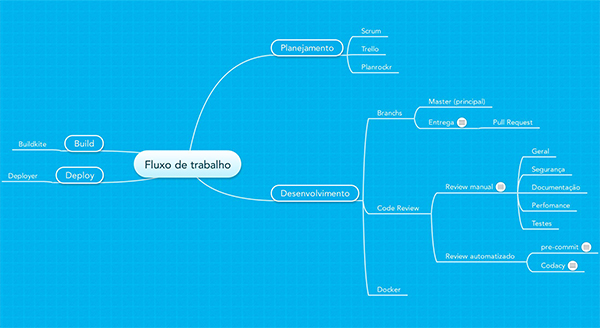 Scrum
Planejamento
Trello
Planrockr
Branchs
Master (principal)
Entrega
Pull Request
Buildkite
Build
Fluxo de trabalho
Deployer
Deploy
Desenvolvimento
Code Review
Review manual
Geral
Segurança
Documentação
Perfomance
Testes
Review automatizado
pre-commit
Codacy
Docker